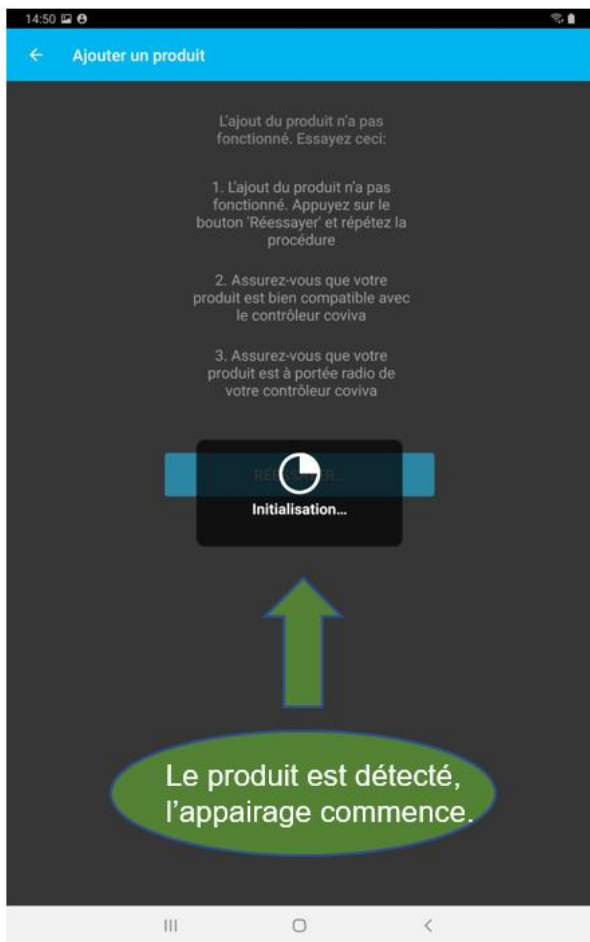 14:50
Ajouter un produit
L'ajout du produit n'a pas
fonctionné. Essayez ceci:
1. L'ajout du produit n'a pas
fonctionné. Appuyez sur le
bouton 'Réessayer' et répétez la
procédure
2. Assurez-vous que votre
produit est bien compatible avec
le contrôleur coviva
3. Assurez-vous que votre
produit est à portée radio de
votre contrôleur coviva
Initialisation...
Le produit est détecté,
l'appairage commence.